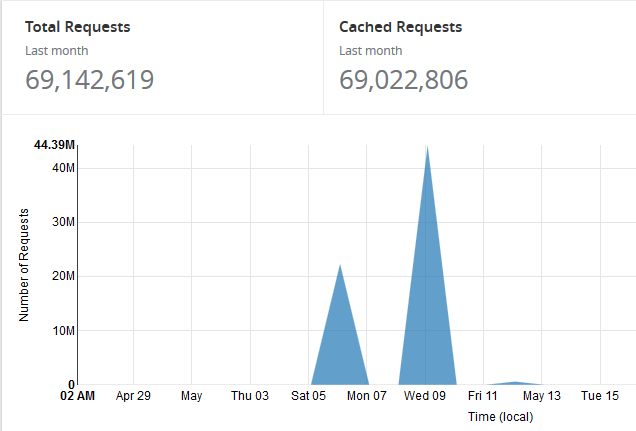 Total Requests
Last month
69,142,619
Cached Requests
Last month
69,022,806
Number of Requests
44.39M
40M
30M
20M
10M
0
02 AM Apr 29 May Thu 03 Sat 05 Mon 07 Wed 09 Fri 11 May 13 Tue 15
Time (local)